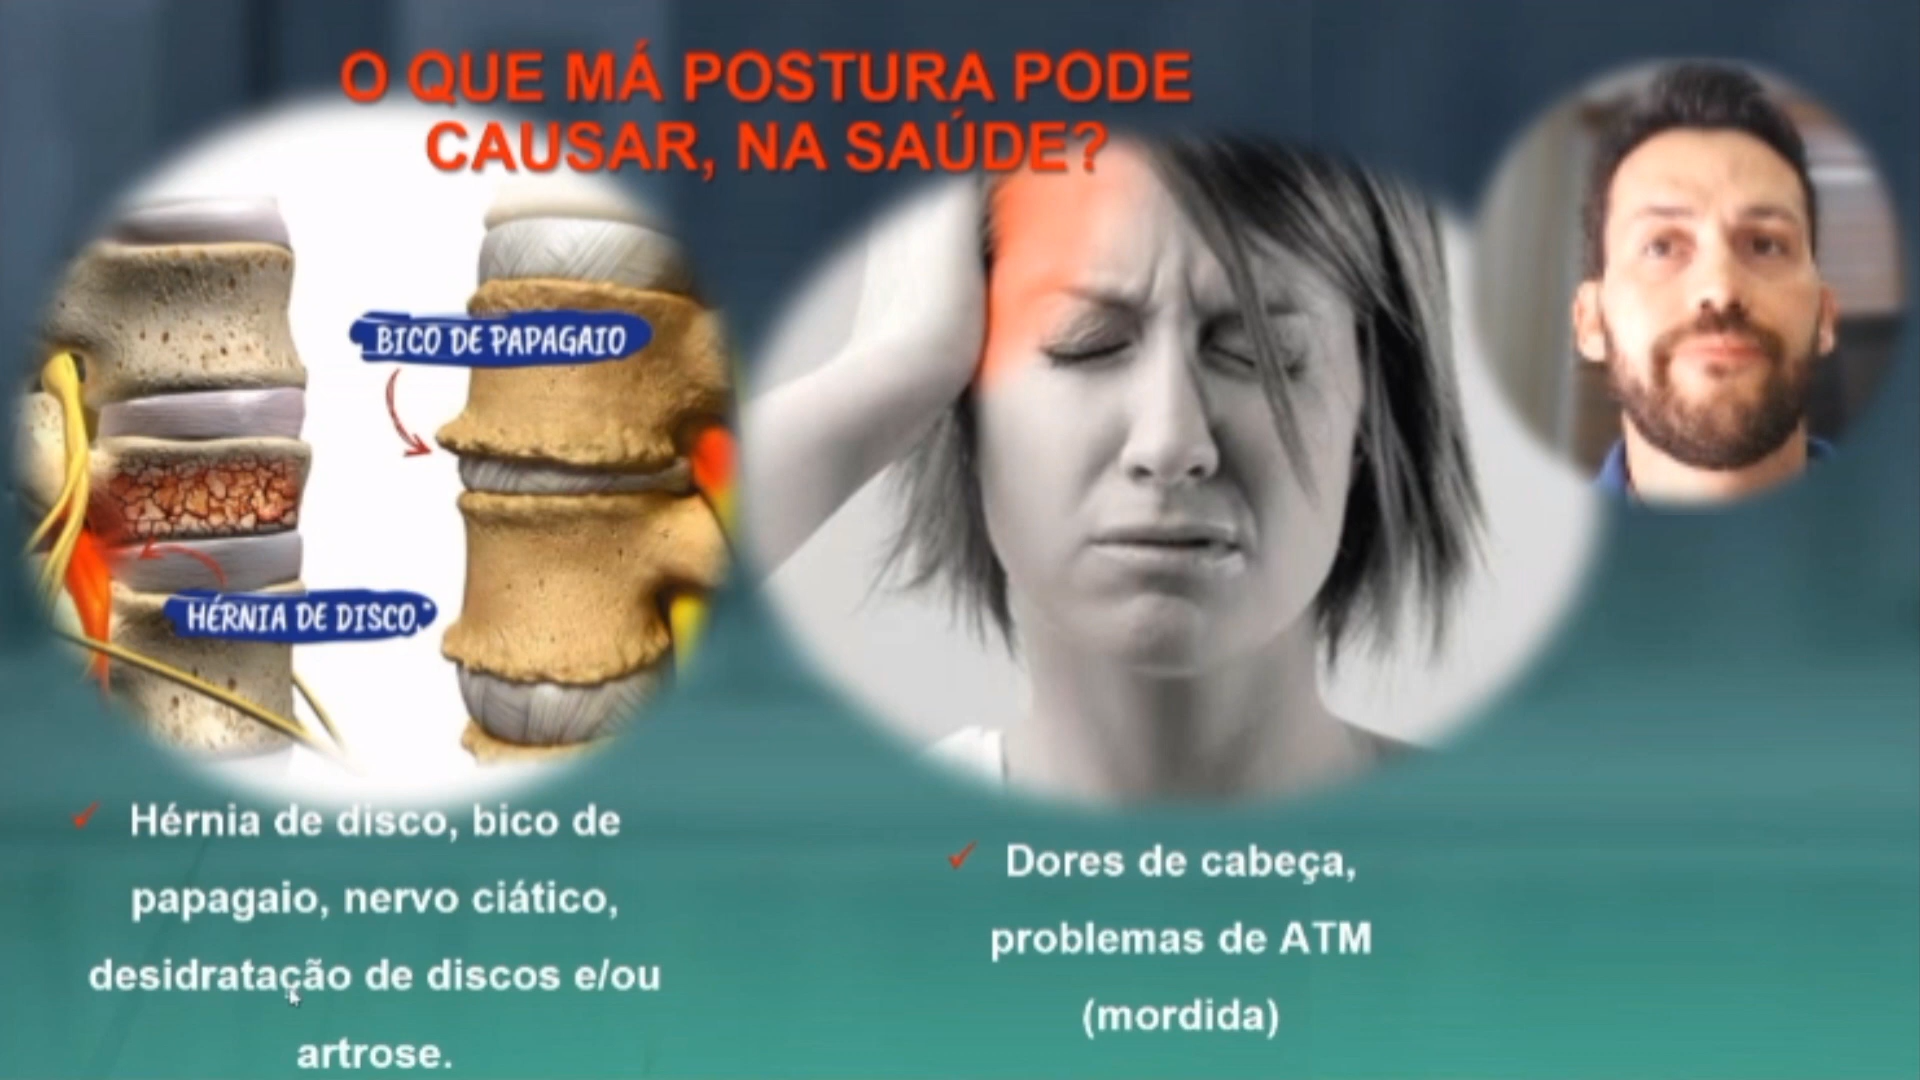 O QUE MÁ POSTURA PODE
CAUSAR, NA SAÚDE?
BICO DE PAPAGAIO
HÉRNIA DE DISCO
Hérnia de disco, bico de
papagaio, nervo ciático,
desidratação de discos e/ou
artrose.
Dores de cabeça,
problemas de ATM
(mordida)